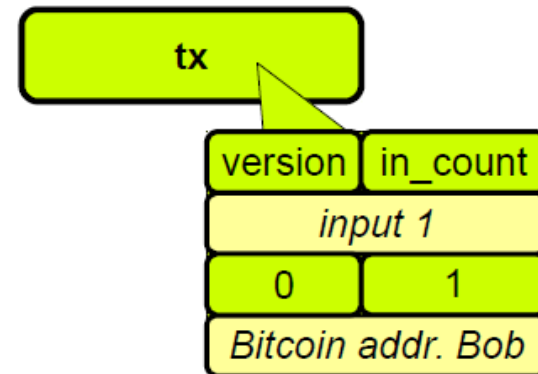 tx
version in_count
input 1
0 1
Bitcoin addr. Bob